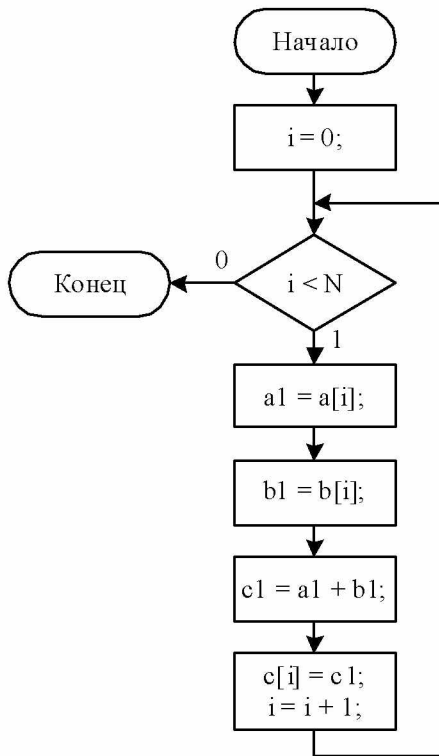 Начало
i = 0;
0
Конец
i < N
1
a1 = a[i];
b1 = b[i];
c1 = a1 + b1;
c[i] = c1;
i = i + 1;